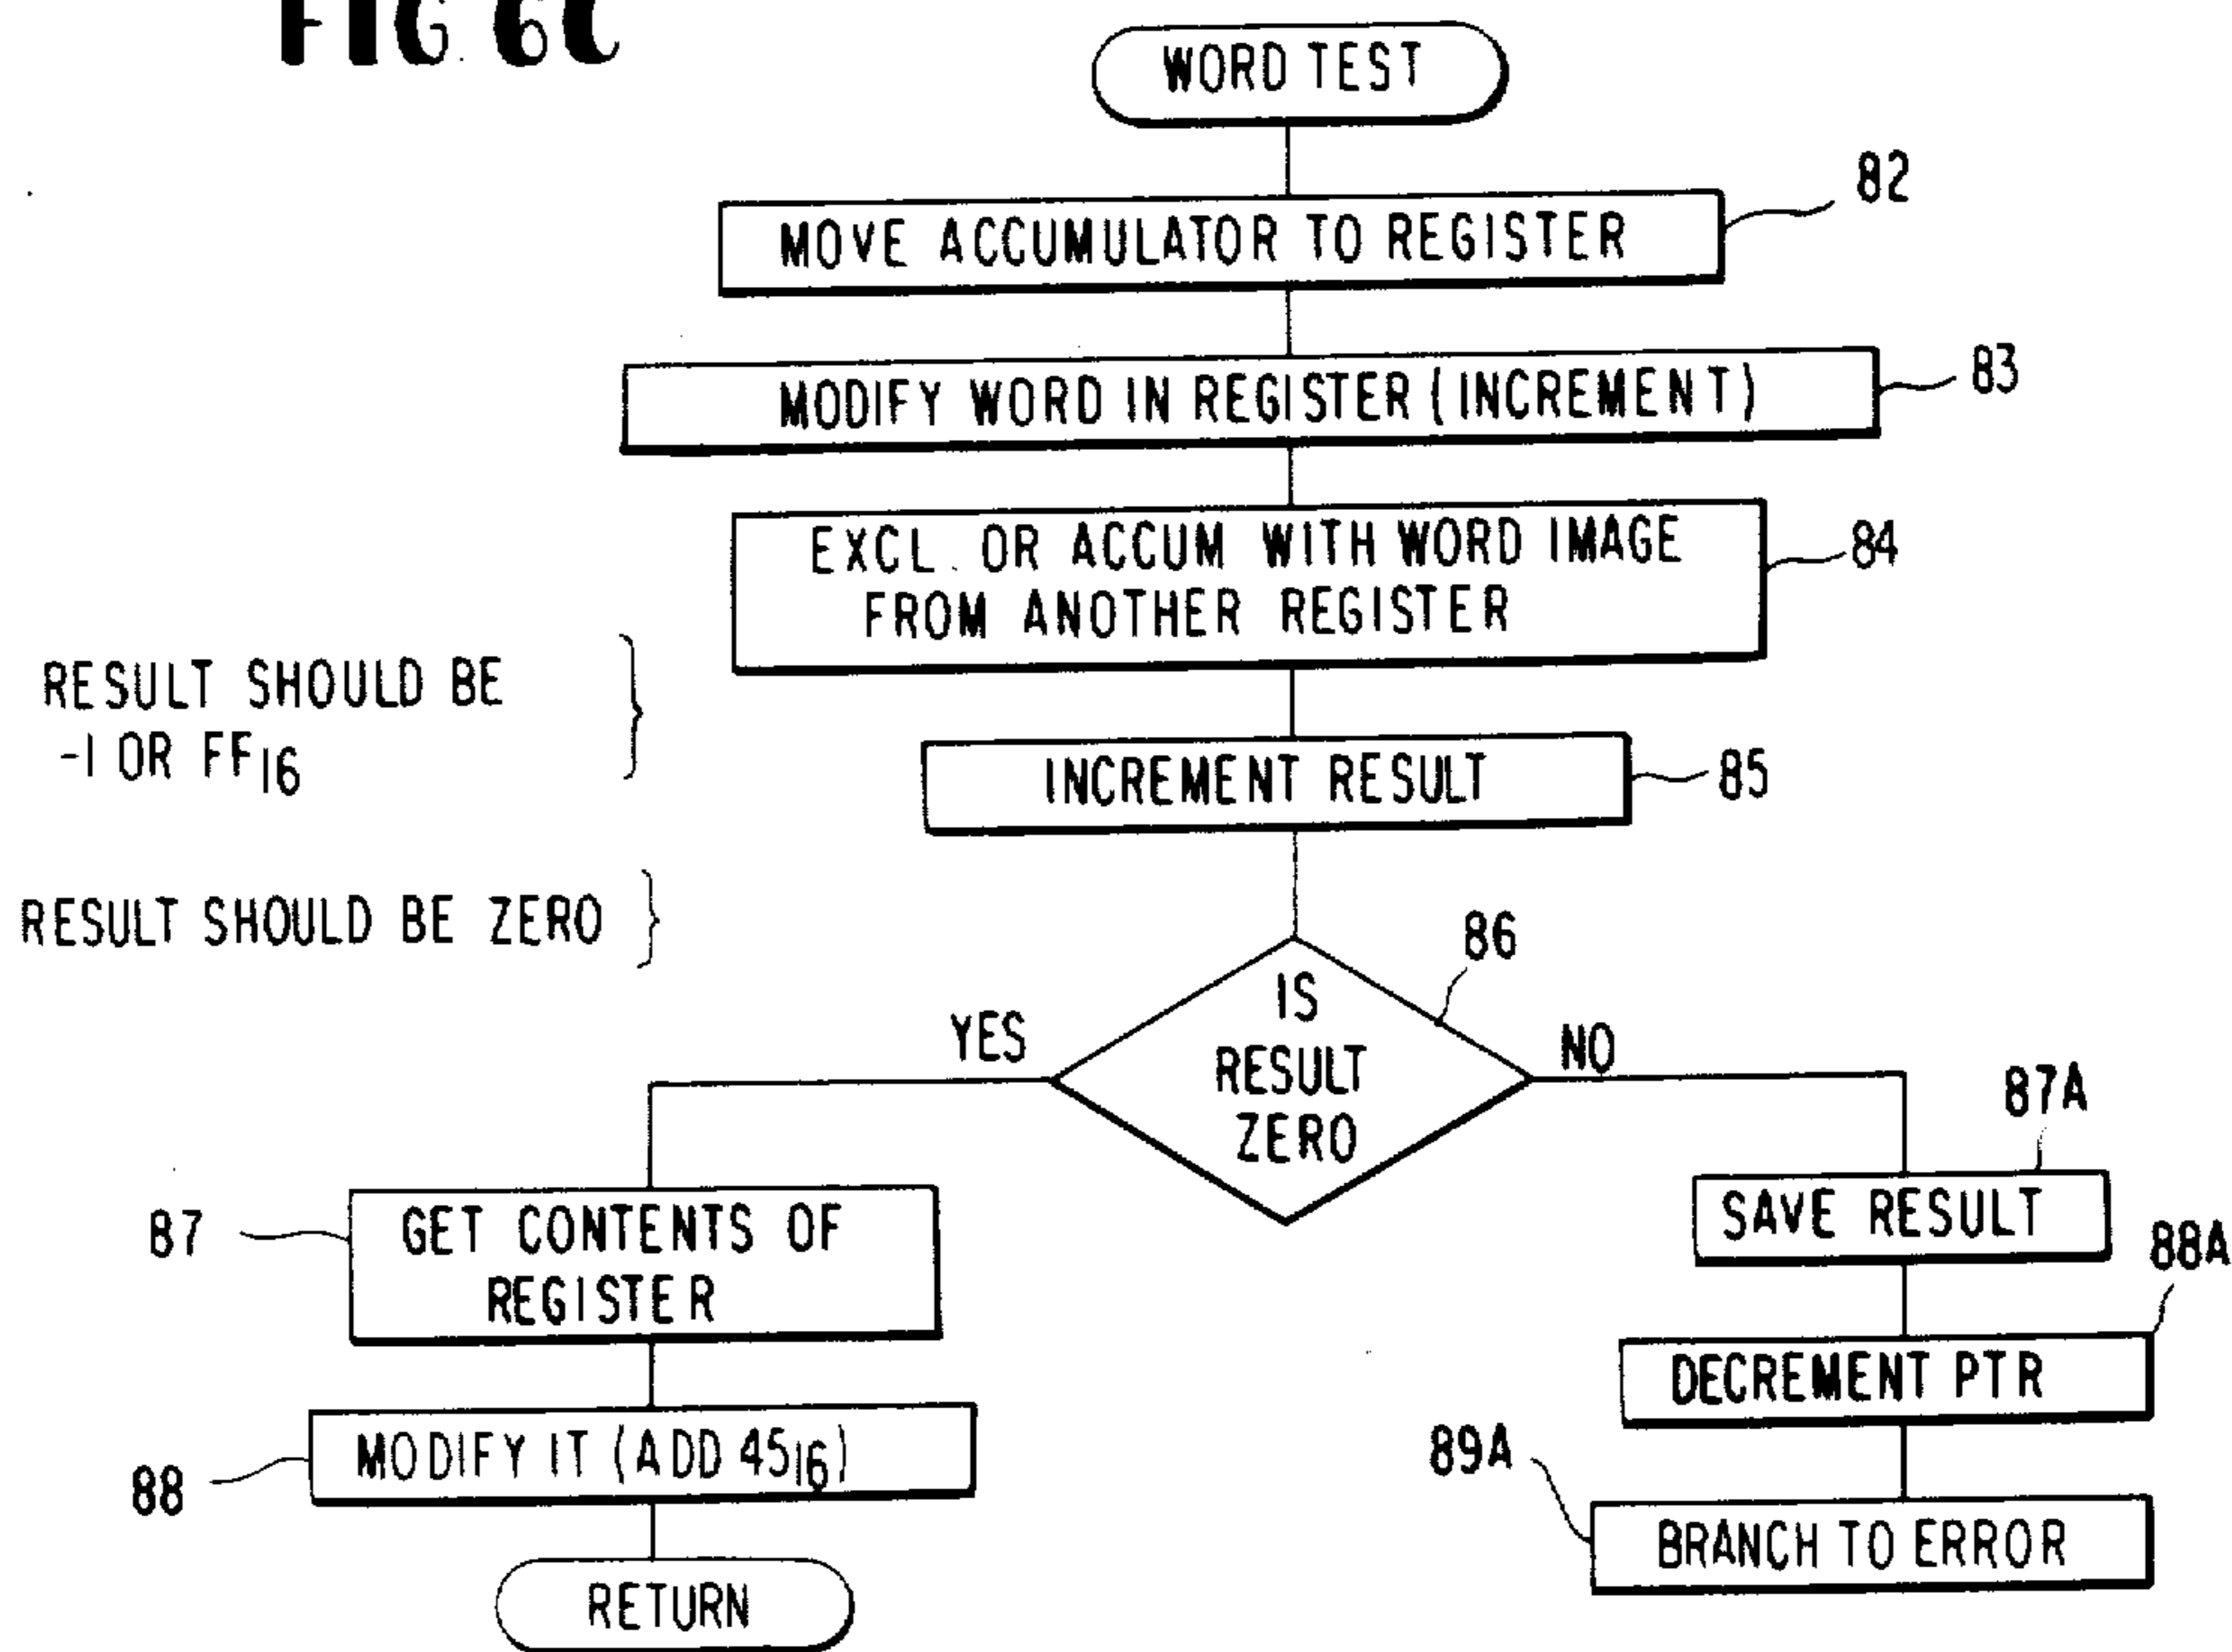 FIG. 6C
WORD TEST
82
MOVE ACCUMULATOR TO REGISTER
83
MODIFY WORD IN REGISTER (INCREMENT)
84
EXCL. OR ACCUM WITH WORD IMAGE
FROM ANOTHER REGISTER
RESULT SHOULD BE
-1 OR FF16
INCREMENT RESULT
85
RESULT SHOULD BE ZERO
86
IS
RESULT
ZERO
YES
NO
87A
SAVE RESULT
87
GET CONTENTS OF
REGISTER
88A
DECREMENT PTR
88
MODIFY IT (ADD 4516)
89A
BRANCH TO ERROR
RETURN